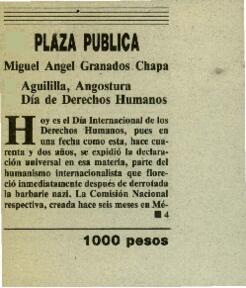 PLAZA PUBLICA
Miguel Angel Granados Chapa
Aguililla, Angostura
Día de Derechos Humanos
Hoy es el Día Internacional de los
Derechos Humanos, pues en
una fecha como esta, hace cua-
renta y dos años, se expidió la declara-
ción universal en esa materia, parte del
humanismo internacionalista que flore-
ció inmediatamente después de derrotada
la barbarie nazi. La Comisión Nacional
respectiva, creada hace seis meses en Mé-
■ 4
1000 pesos